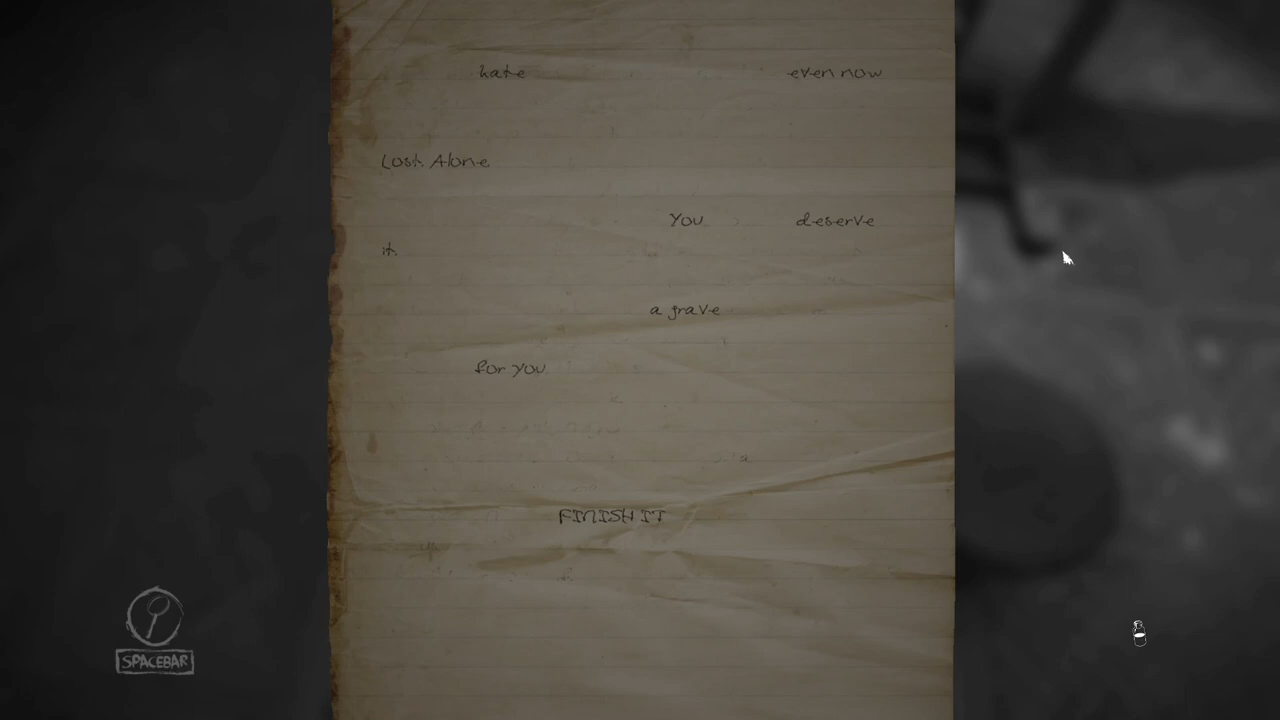 hate even now
Lost. Alone.
You deserve
it.
a grave
for you
FINISH IT
SPACEBAR